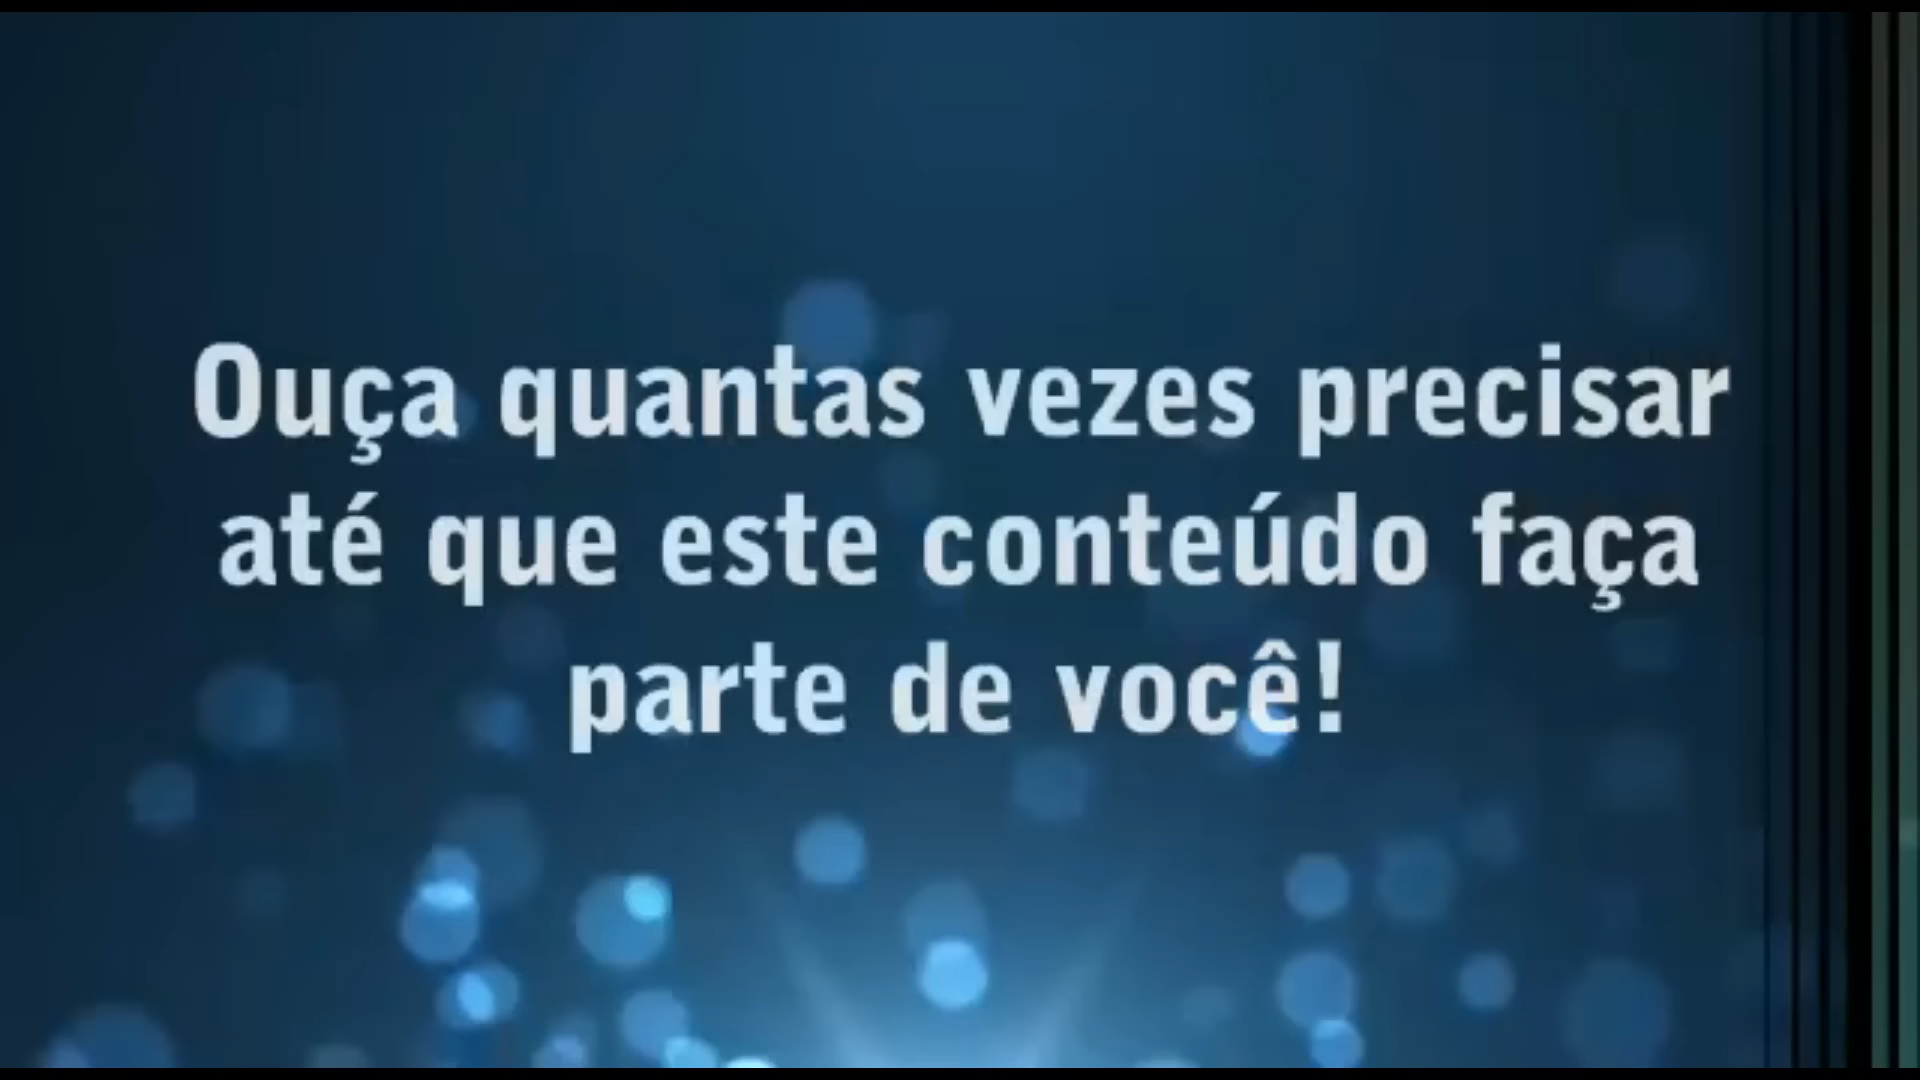 Ouça quantas vezes precisar
até que este conteúdo faça
parte de você!